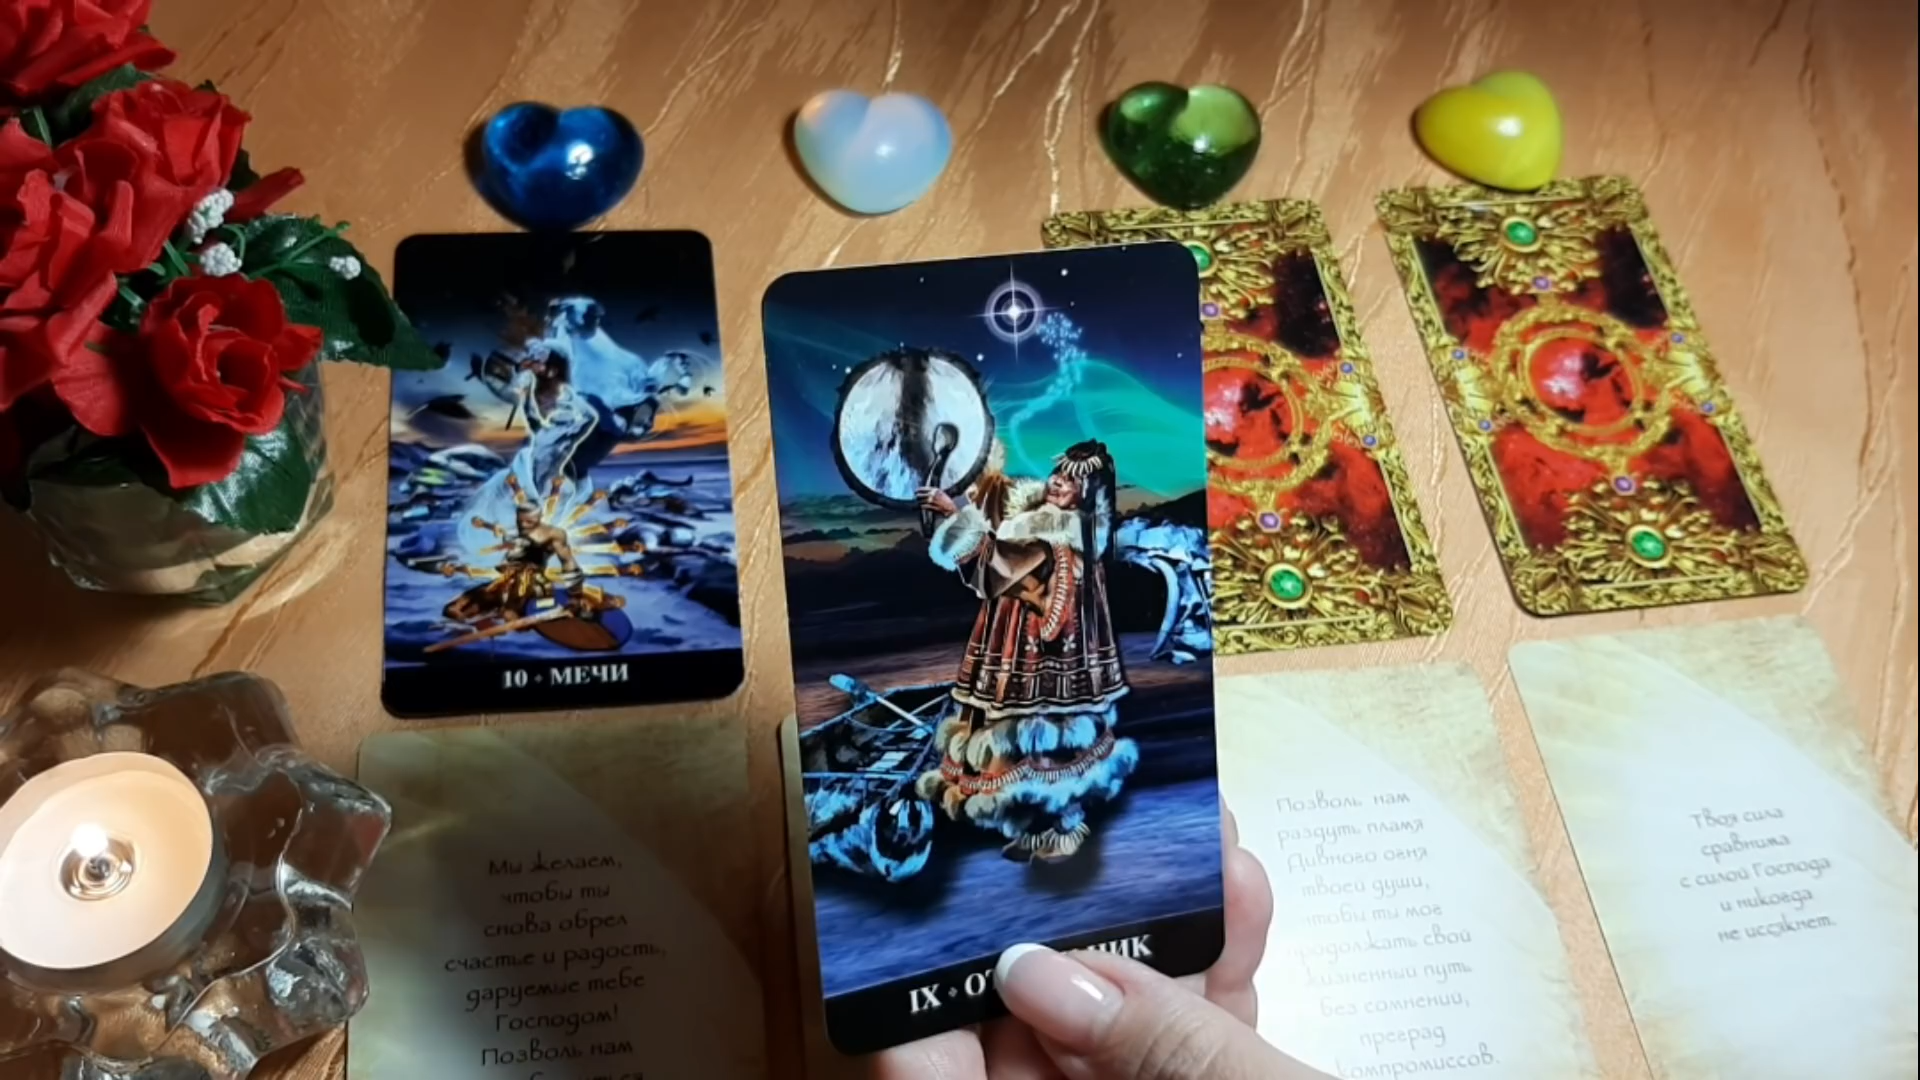 10 • МЕЧИ
IX • ОТ НИК
Мы желаем,
чтобы ты
снова обрел
счастье и радость,
даруемые тебе
Господом!
Позволь нам
Позволь нам
раздуть пламя
дивного огня
твоей души,
чтобы ты мог
продолжать свой
жизненный путь
без сомнений,
преград
компромиссов.
Твоя сила
сравнима
с силой Господа
и никогда
не иссякнет.